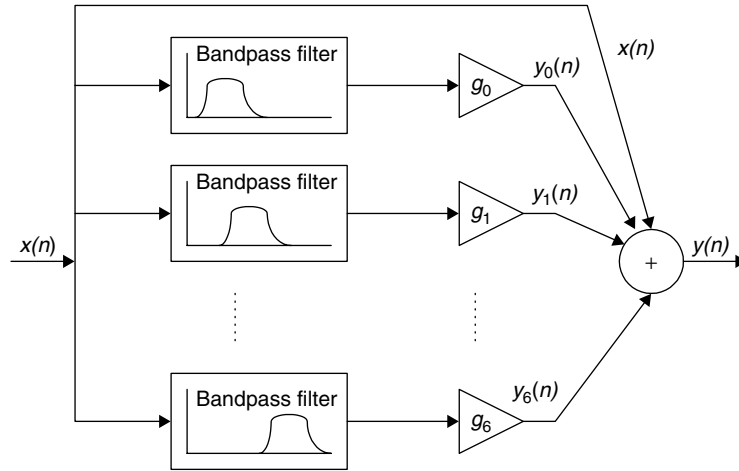 Bandpass filter
g₀
y₀(n)
x(n)
Bandpass filter
g₁
y₁(n)
x(n)
+
y(n)
Bandpass filter
g₆
y₆(n)